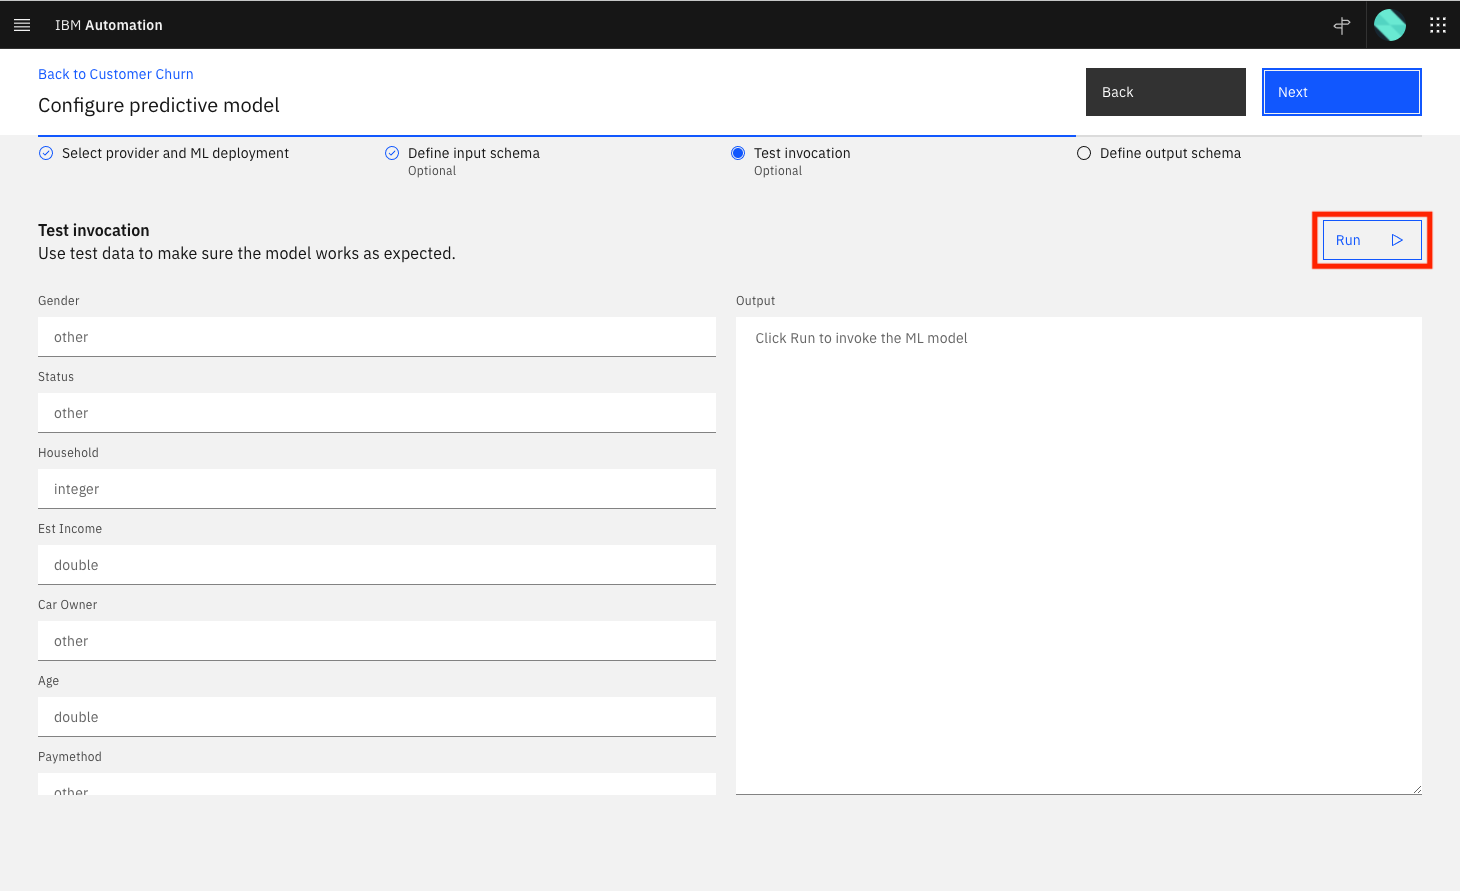 IBM Automation
Back to Customer Churn
Configure predictive model
Back
Next
Select provider and ML deployment
Define input schema
Optional
Test invocation
Optional
Define output schema
Test invocation
Use test data to make sure the model works as expected.
Run
Gender
other
Status
other
Household
integer
Est Income
double
Car Owner
other
Age
double
Paymethod
other
Output
Click Run to invoke the ML model